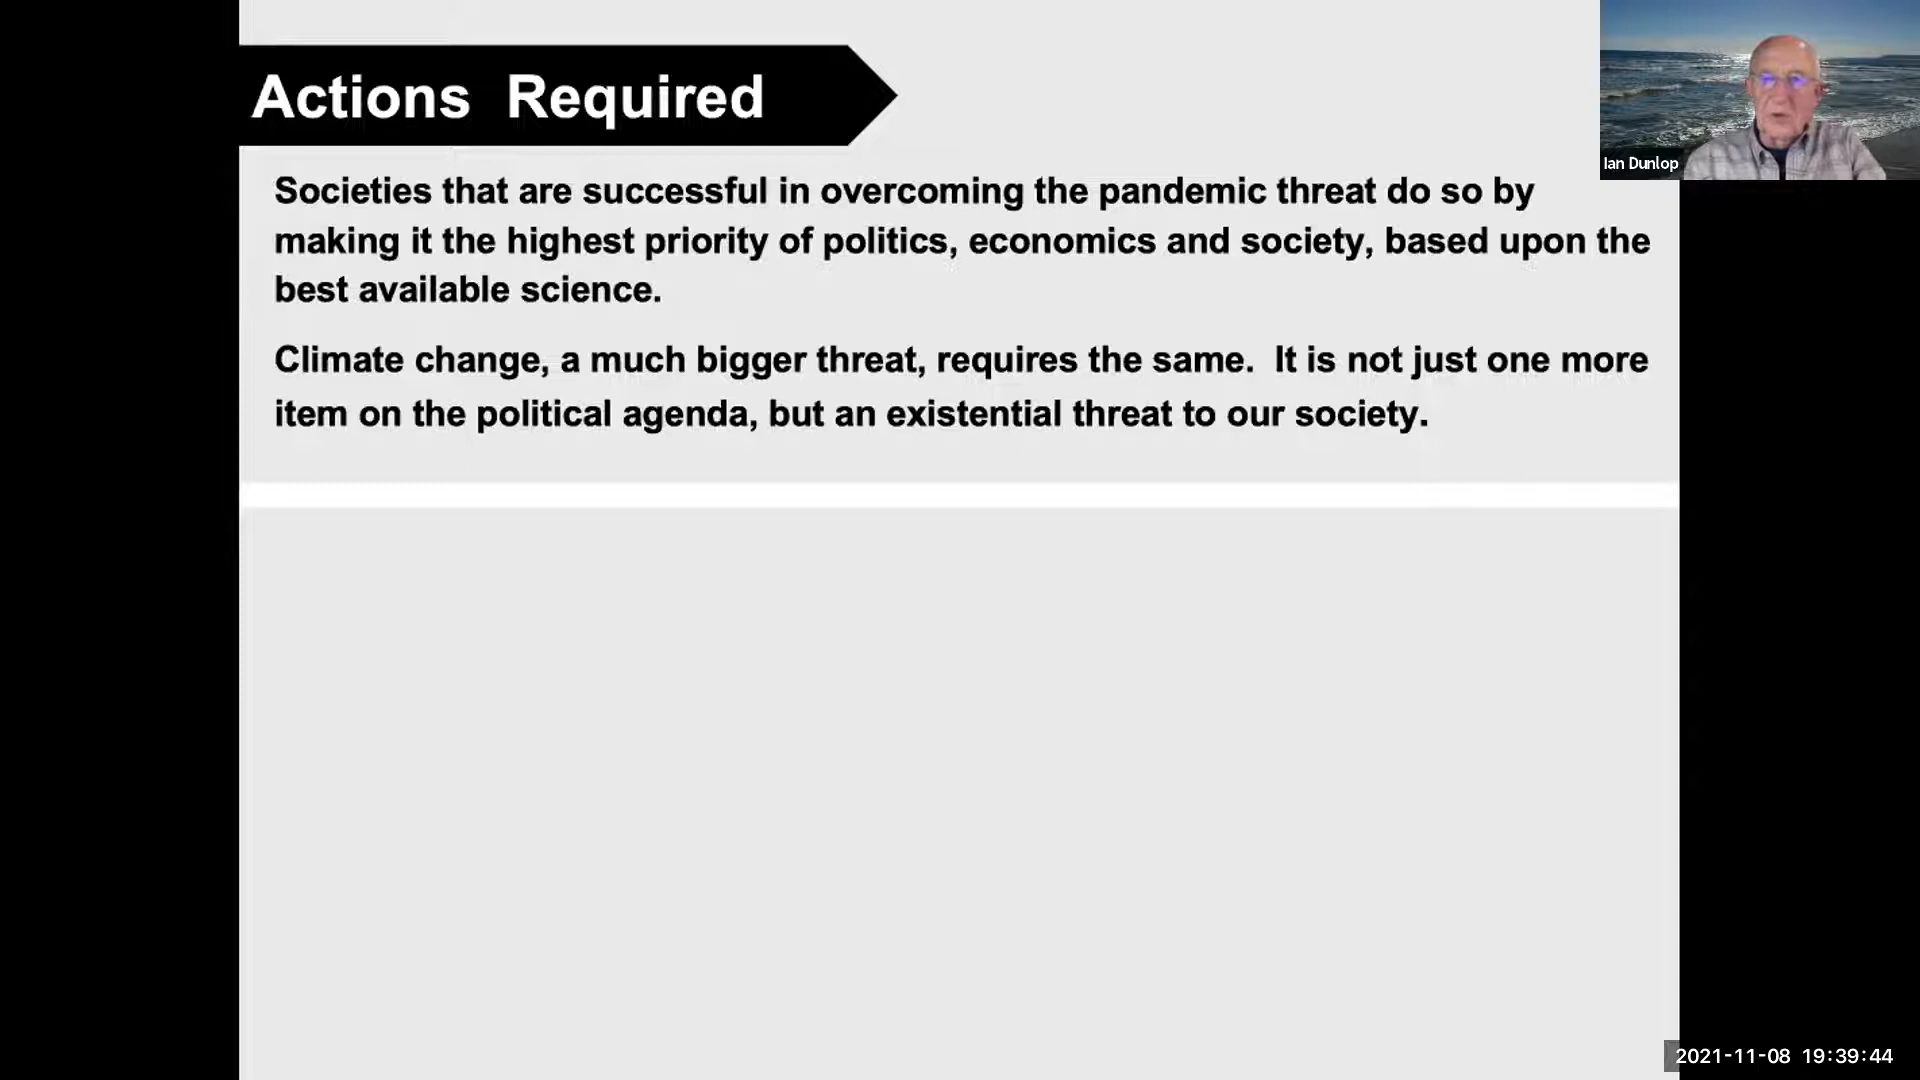 Actions Required
Ian Dunlop
Societies that are successful in overcoming the pandemic threat do so by
making it the highest priority of politics, economics and society, based upon the
best available science.
Climate change, a much bigger threat, requires the same. It is not just one more
item on the political agenda, but an existential threat to our society.
2021-11-08 19:39:44